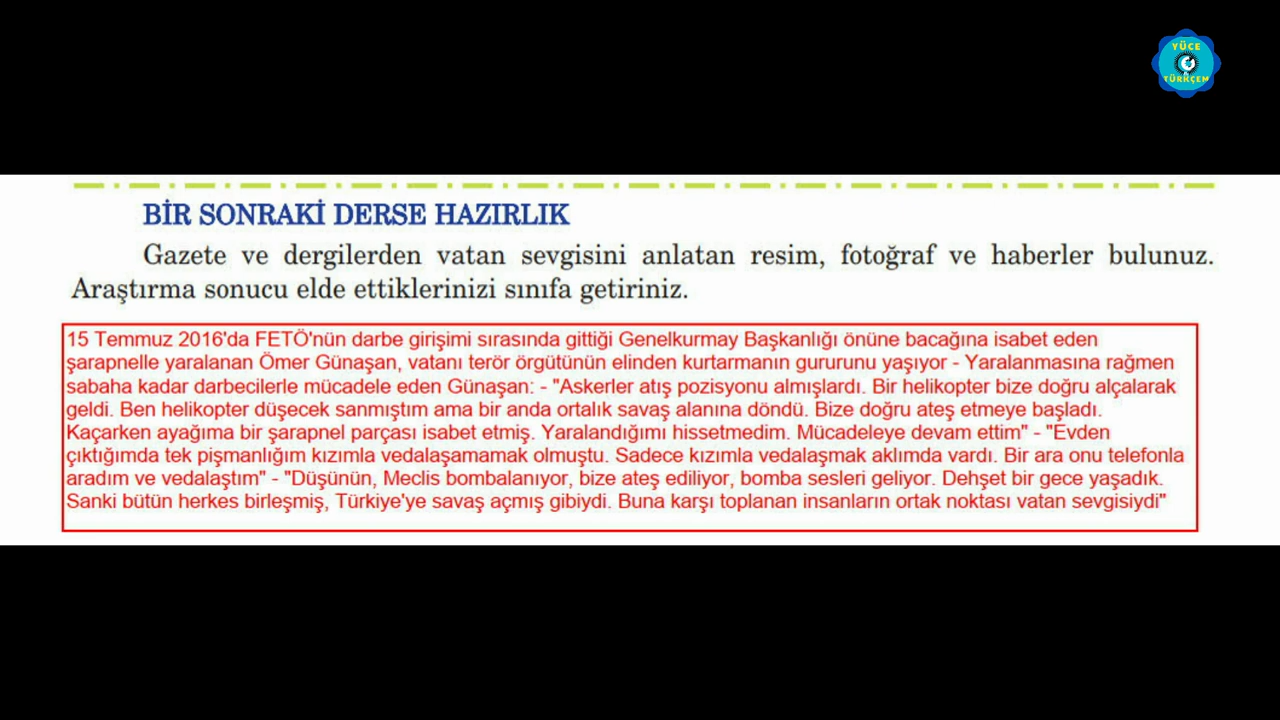 YÜCE
TÜRKÇEM
BİR SONRAKİ DERSE HAZIRLIK
Gazete ve dergilerden vatan sevgisini anlatan resim, fotoğraf ve haberler bulunuz.
Araştırma sonucu elde ettiklerinizi sınıfa getiriniz.
15 Temmuz 2016'da FETÖ'nün darbe girişimi sırasında gittiği Genelkurmay Başkanlığı önüne bacağına isabet eden
şarapnelle yaralanan Ömer Günaşan, vatanı terör örgütünün elinden kurtarmanın gururunu yaşıyor - Yaralanmasına rağmen
sabaha kadar darbecilerle mücadele eden Günaşan: - "Askerler atış pozisyonu almışlardı. Bir helikopter bize doğru alçalarak
geldi. Ben helikopter düşecek sanmıştım ama bir anda ortalık savaş alanına döndü. Bize doğru ateş etmeye başladı.
Kaçarken ayağıma bir şarapnel parçası isabet etmiş. Yaralandığımı hissetmedim. Mücadeleye devam ettim" - "Evden
çıktığımda tek pişmanlığım kızımla vedalaşamamak olmuştu. Sadece kızımla vedalaşmak aklımda vardı. Bir ara onu telefonla
aradım ve vedalaştım" - "Düşünün, Meclis bombalanıyor, bize ateş ediliyor, bomba sesleri geliyor. Dehşet bir gece yaşadık.
Sanki bütün herkes birleşmiş, Türkiye'ye savaş açmış gibiydi. Buna karşı toplanan insanların ortak noktası vatan sevgisiydi"